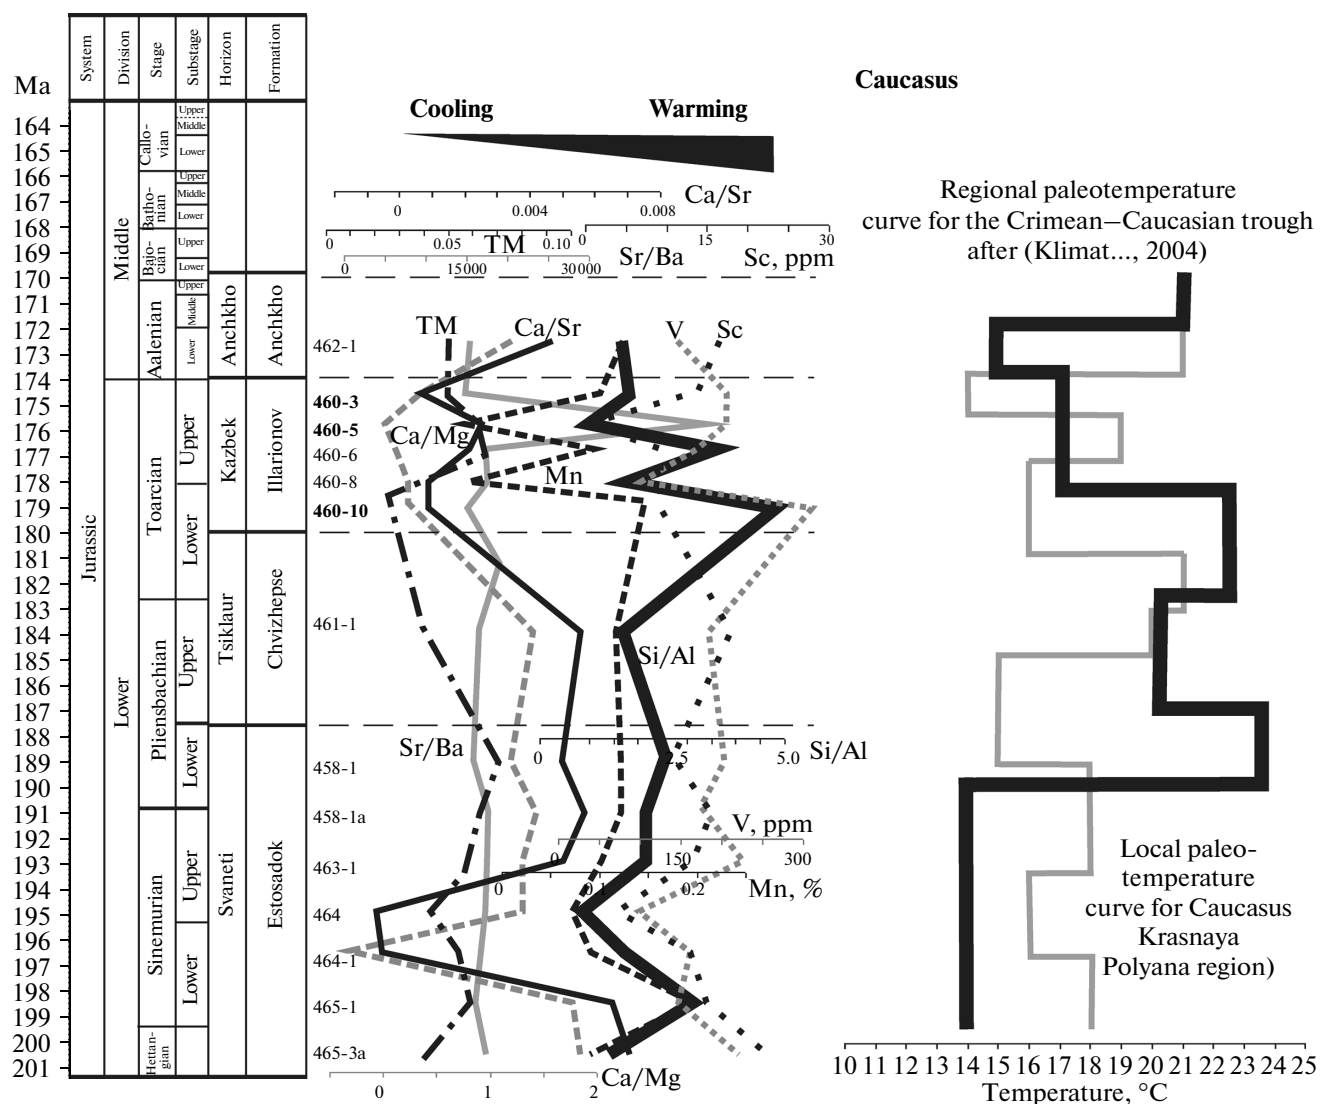 Ma
System
Division
Stage
Substage
Horizon
Formation
Caucasus
Cooling
Warming
164
165
166
167
168
169
170
171
172
173
174
175
176
177
178
179
180
181
182
183
184
185
186
187
188
189
190
191
192
193
194
195
196
197
198
199
200
201
Jurassic
Middle
Lower
Callo-
vian
Batho-
nian
Bajo-
cian
Aalenian
Toarcian
Pliensbachian
Sinemurian
Hettan-
gian
Upper
Middle
Lower
Upper
Middle
Lower
Upper
Lower
Upper
Middle
Lower
Upper
Lower
Upper
Lower
Upper
Lower
Anchkho
Kazbek
Tsiklaur
Svaneti
Anchkho
Illarionov
Chvizhepse
Estosadok
Ca/Sr
0 0.004 0.008
0 0.05 0.10
TM
0 15000 30000
0 15 30
Sr/Ba
Sc, ppm
TM
Ca/Sr
V
Sc
462-1
460-3
460-5
460-6
460-8
460-10
461-1
458-1
458-1a
463-1
464
464-1
465-1
465-3a
Ca/Mg
Mn
Si/Al
Sr/Ba
0 2.5 5.0 Si/Al
V, ppm
0 150 300
0 0.1 0.2
Mn, %
Ca/Mg
0 1 2
Regional paleotemperature
curve for the Crimean–Caucasian trough
after (Klimat..., 2004)
Local paleo-
temperature
curve for Caucasus
Krasnaya
Polyana region)
10 11 12 13 14 15 16 17 18 19 20 21 22 23 24 25
Temperature, °C